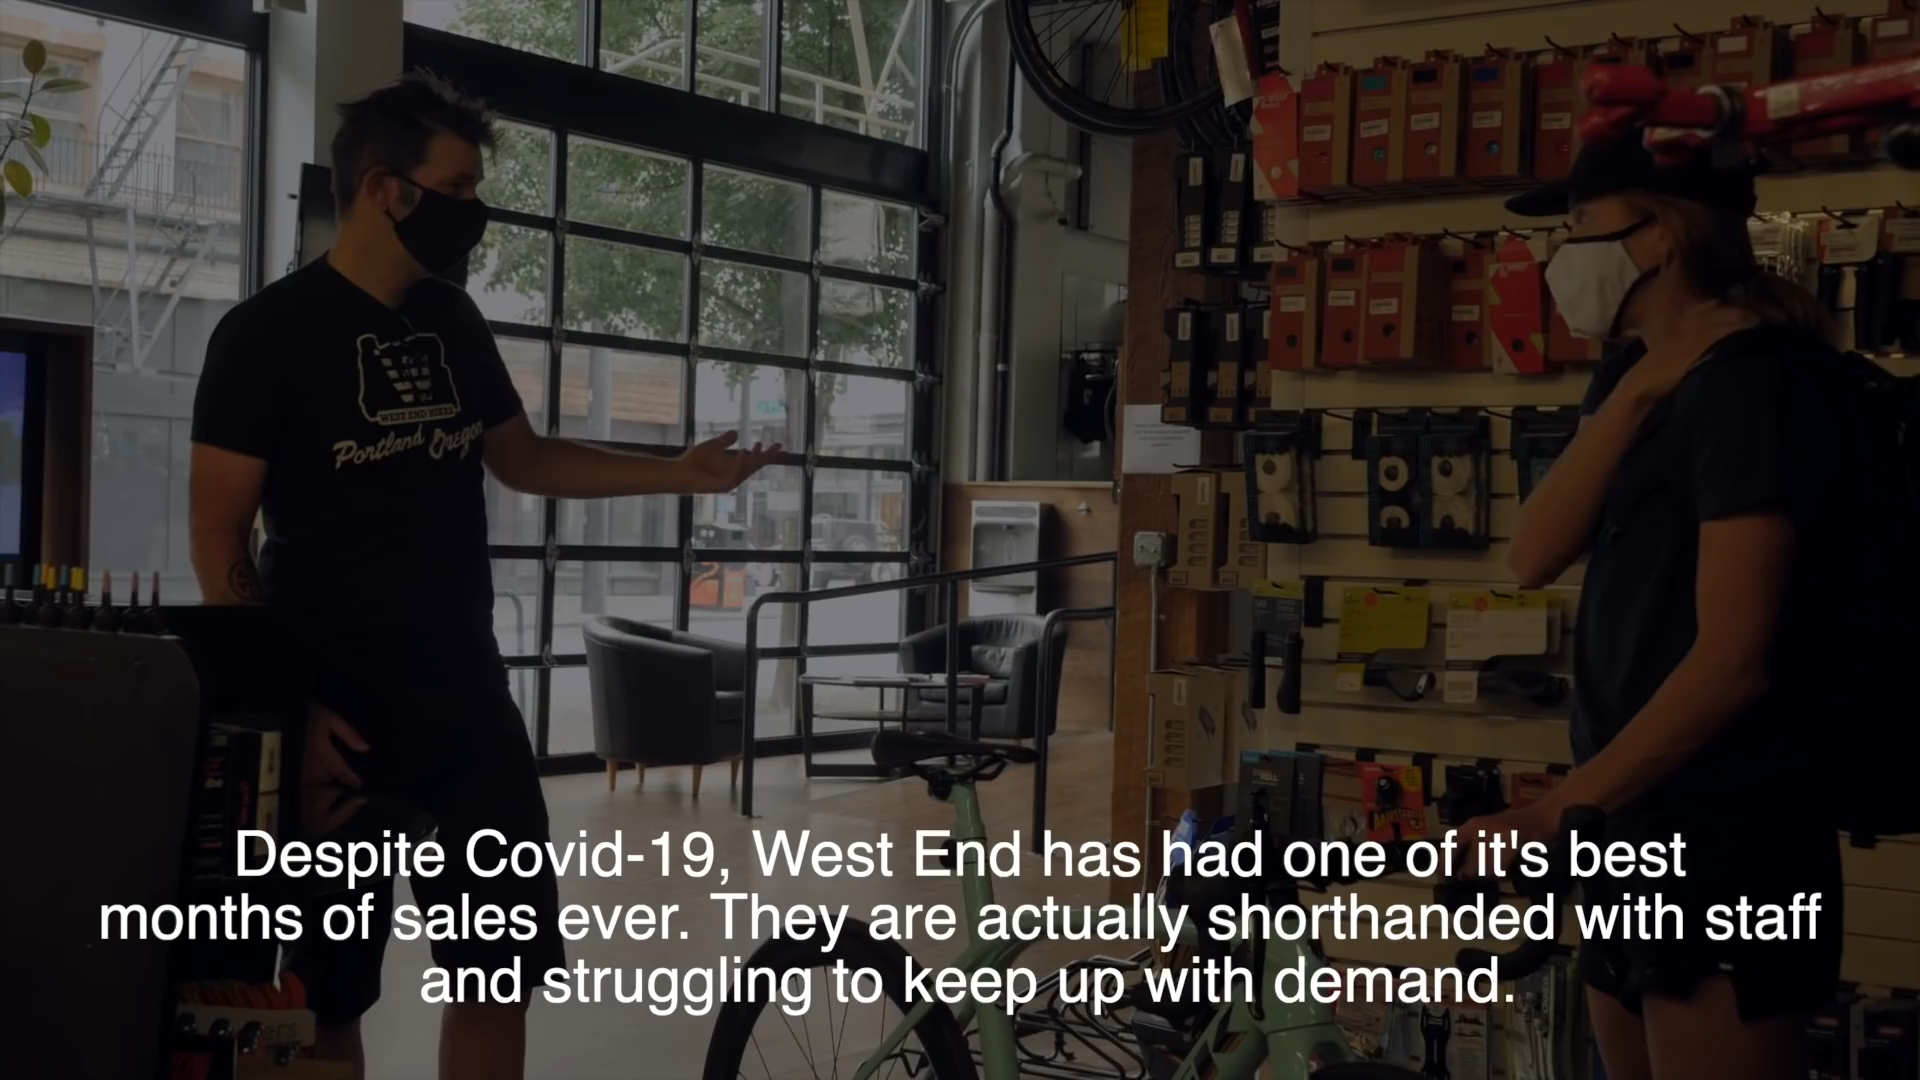 WEST END BIKES
Portland Oregon
Despite Covid-19, West End has had one of it's best
months of sales ever. They are actually shorthanded with staff
and struggling to keep up with demand.